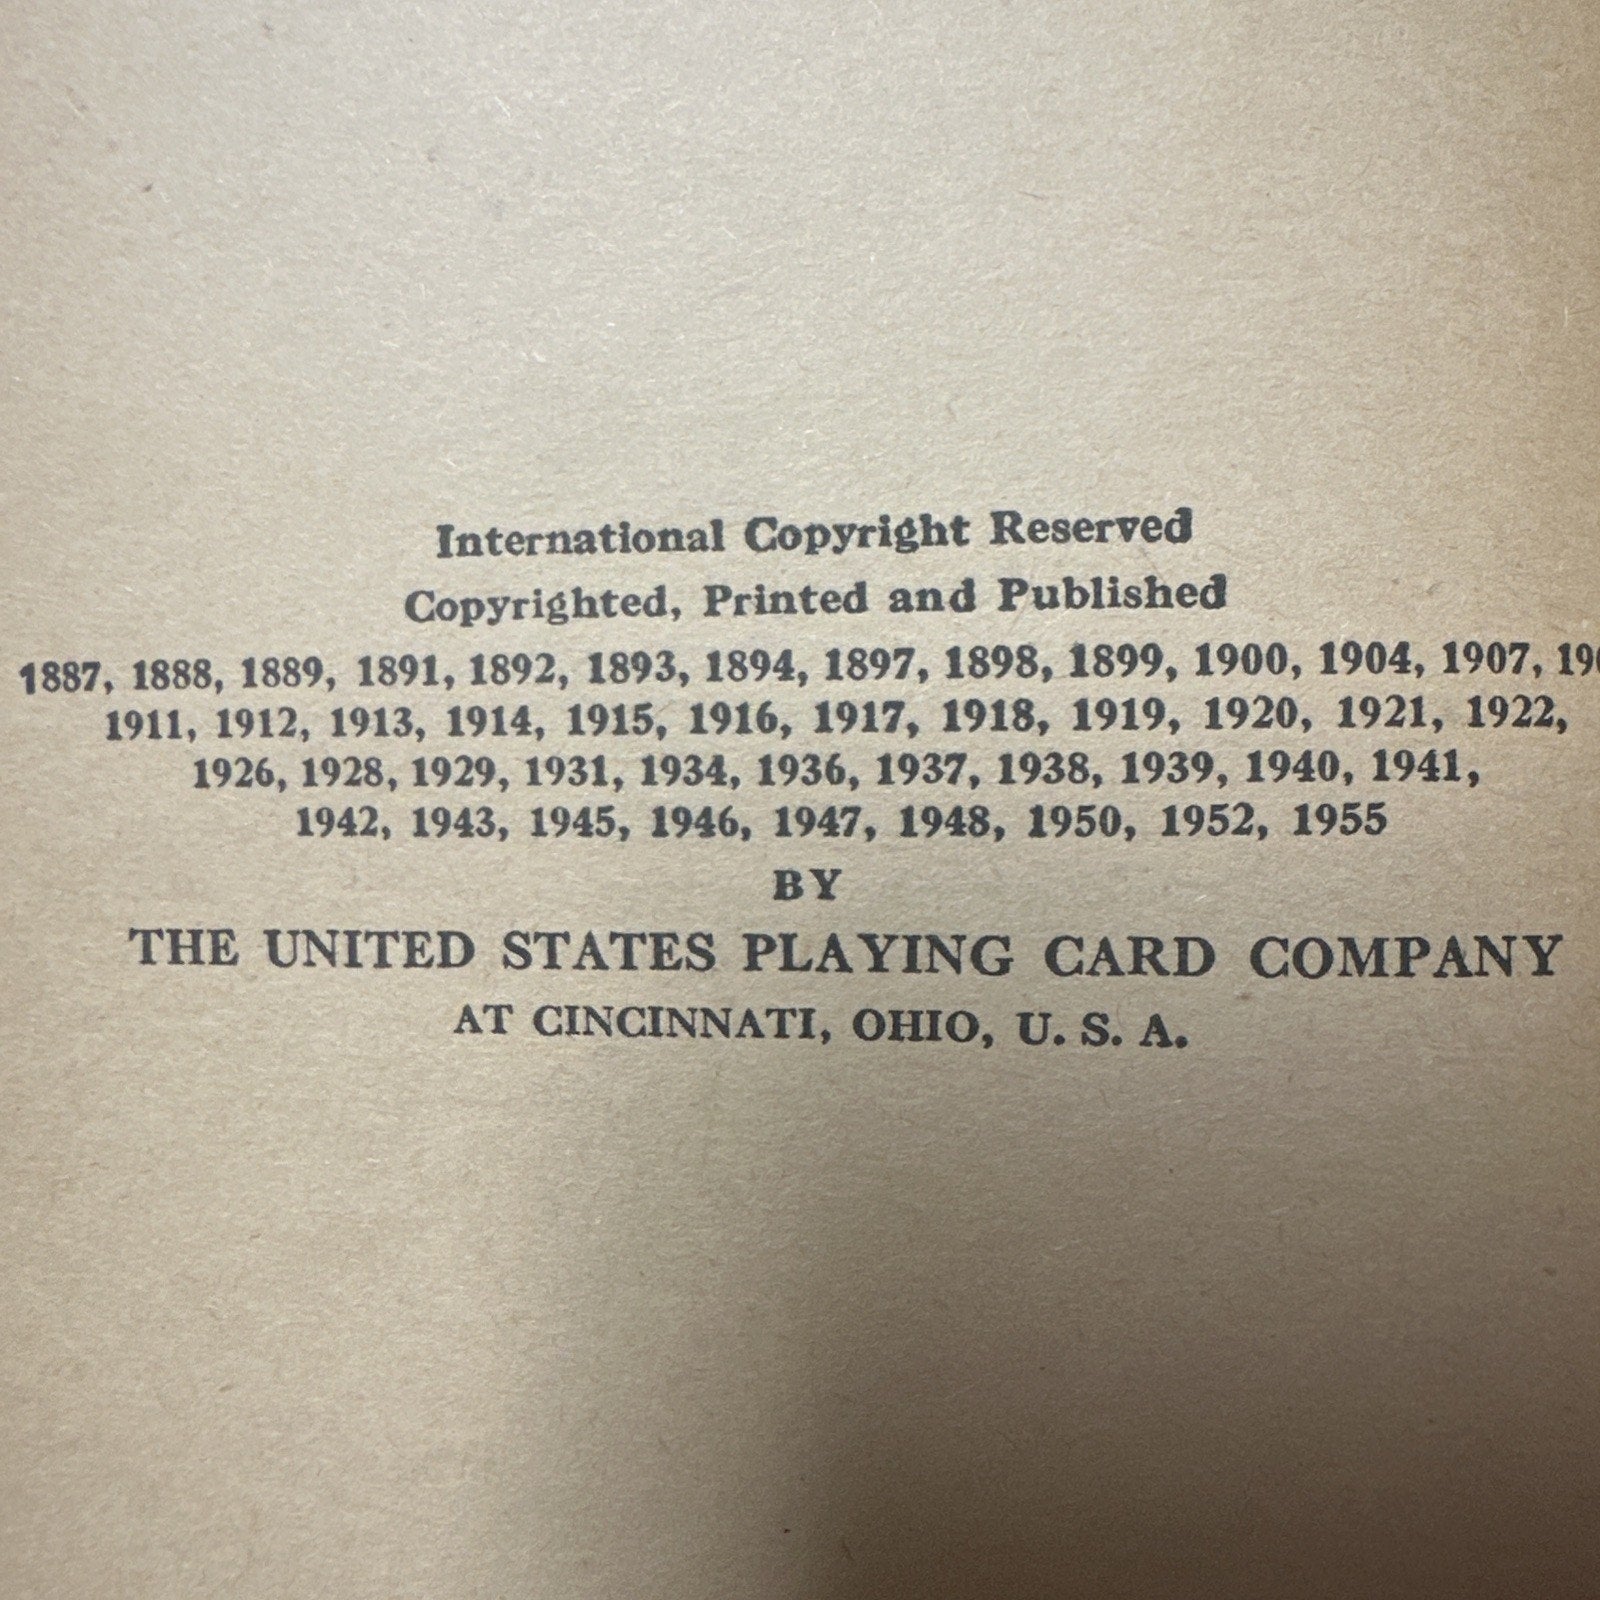 International Copyright Reserved
Copyrighted, Printed and Published
1887, 1888, 1889, 1891, 1892, 1893, 1894, 1897, 1898, 1899, 1900, 1904, 1907,
1911, 1912, 1913, 1914, 1915, 1916, 1917, 1918, 1919, 1920, 1921, 1922,
1926, 1928, 1929, 1931, 1934, 1936, 1937, 1938, 1939, 1940, 1941,
1942, 1943, 1945, 1946, 1947, 1948, 1950, 1952, 1955
BY
THE UNITED STATES PLAYING CARD COMPANY
AT CINCINNATI, OHIO, U. S. A.